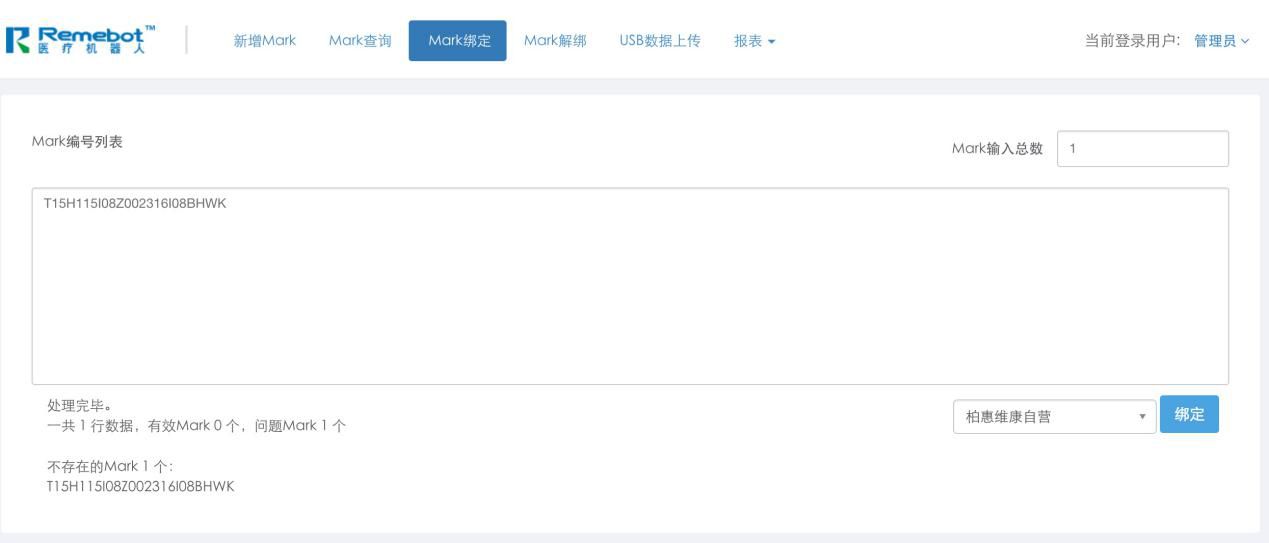 Remebot™
医疗机器人
新增Mark Mark查询 Mark绑定 Mark解绑 USB数据上传 报表 当前登录用户: 管理员
Mark编号列表 Mark输入总数 1
T15H115I08Z002316I08BHWK
处理完毕。
一共 1 行数据，有效Mark 0 个，问题Mark 1 个
柏惠维康自营 绑定
不存在的Mark 1 个:
T15H115I08Z002316I08BHWK